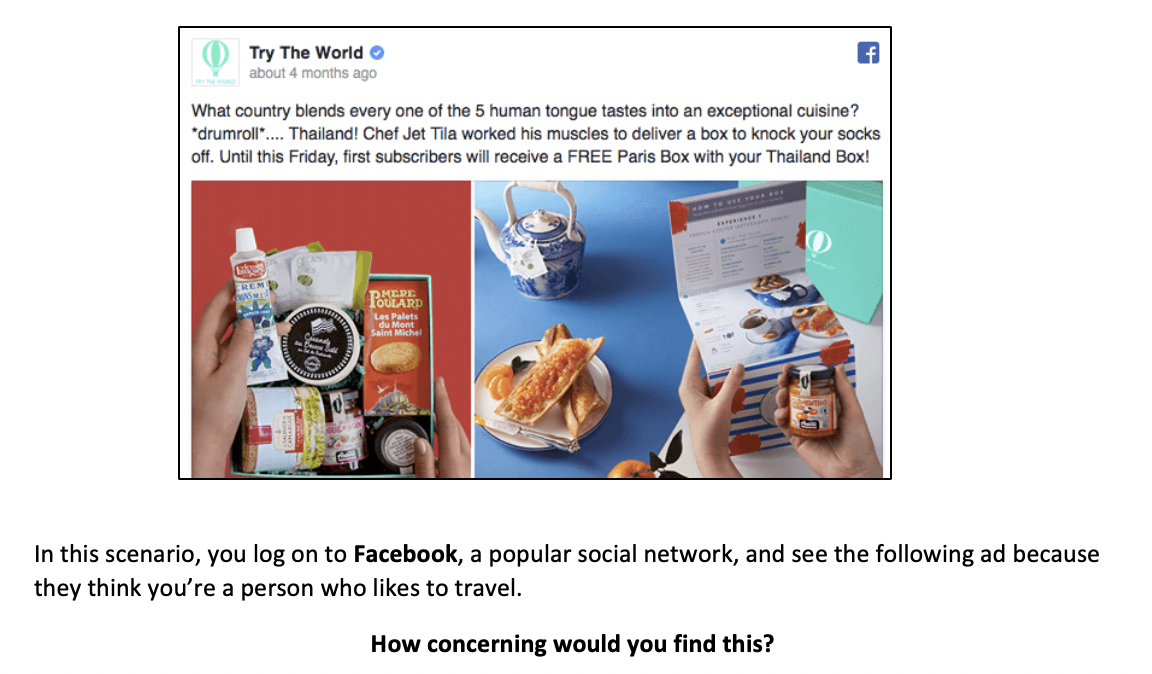 Try The World
about 4 months ago
What country blends every one of the 5 human tongue tastes into an exceptional cuisine?
*drumroll*.... Thailand! Chef Jet Tila worked his muscles to deliver a box to knock your socks
off. Until this Friday, first subscribers will receive a FREE Paris Box with your Thailand Box!
MERE
POULARD
Les Palets
du Mont
Saint Michel
HOW TO USE YOUR BOX
EXPERIENCE 1
In this scenario, you log on to Facebook, a popular social network, and see the following ad because
they think you’re a person who likes to travel.
How concerning would you find this?